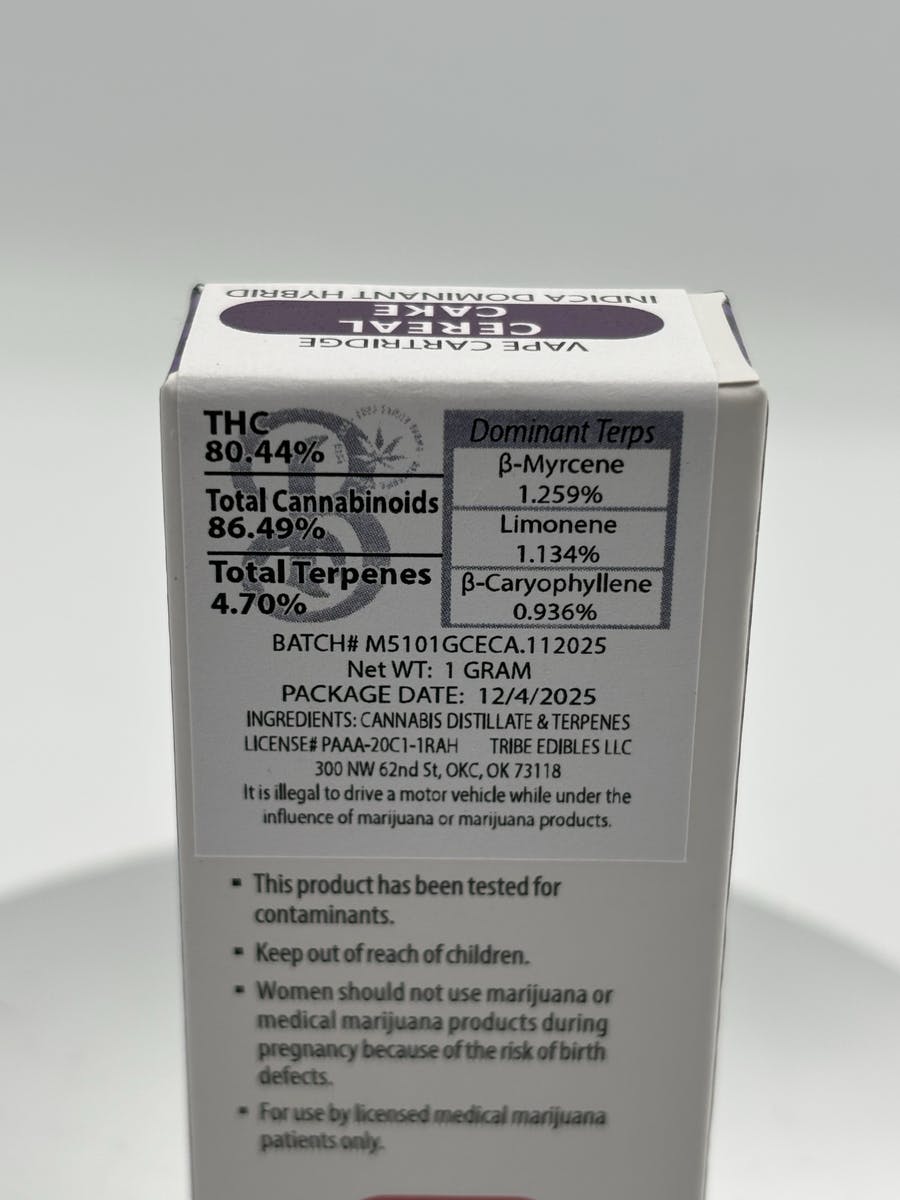 INDICA DOMINANT HYBRID
CEREAL
CAKE
VAPE CARTRIDGE
THC
80.44%
Total Cannabinoids
86.49%
Total Terpenes
4.70%
Dominant Terps
β-Myrcene
1.259%
Limonene
1.134%
β-Caryophyllene
0.936%
BATCH# M5101GCECA.112025
Net WT: 1 GRAM
PACKAGE DATE: 12/4/2025
INGREDIENTS: CANNABIS DISTILLATE & TERPENES
LICENSE# PAAA-20C1-1RAH TRIBE EDIBLES LLC
300 NW 62nd St, OKC, OK 73118
It is illegal to drive a motor vehicle while under the
influence of marijuana or marijuana products.
▪ This product has been tested for
contaminants.
▪ Keep out of reach of children.
▪ Women should not use marijuana or
medical marijuana products during
pregnancy because of the risk of birth
defects.
▪ For use by licensed medical marijuana
patients only.